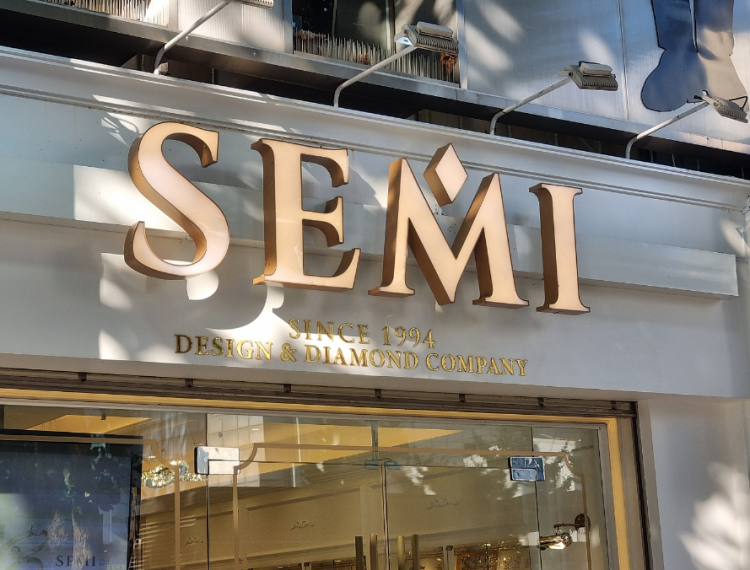 SEMI
SINCE 1994
DESIGN & DIAMOND COMPANY
SEMI